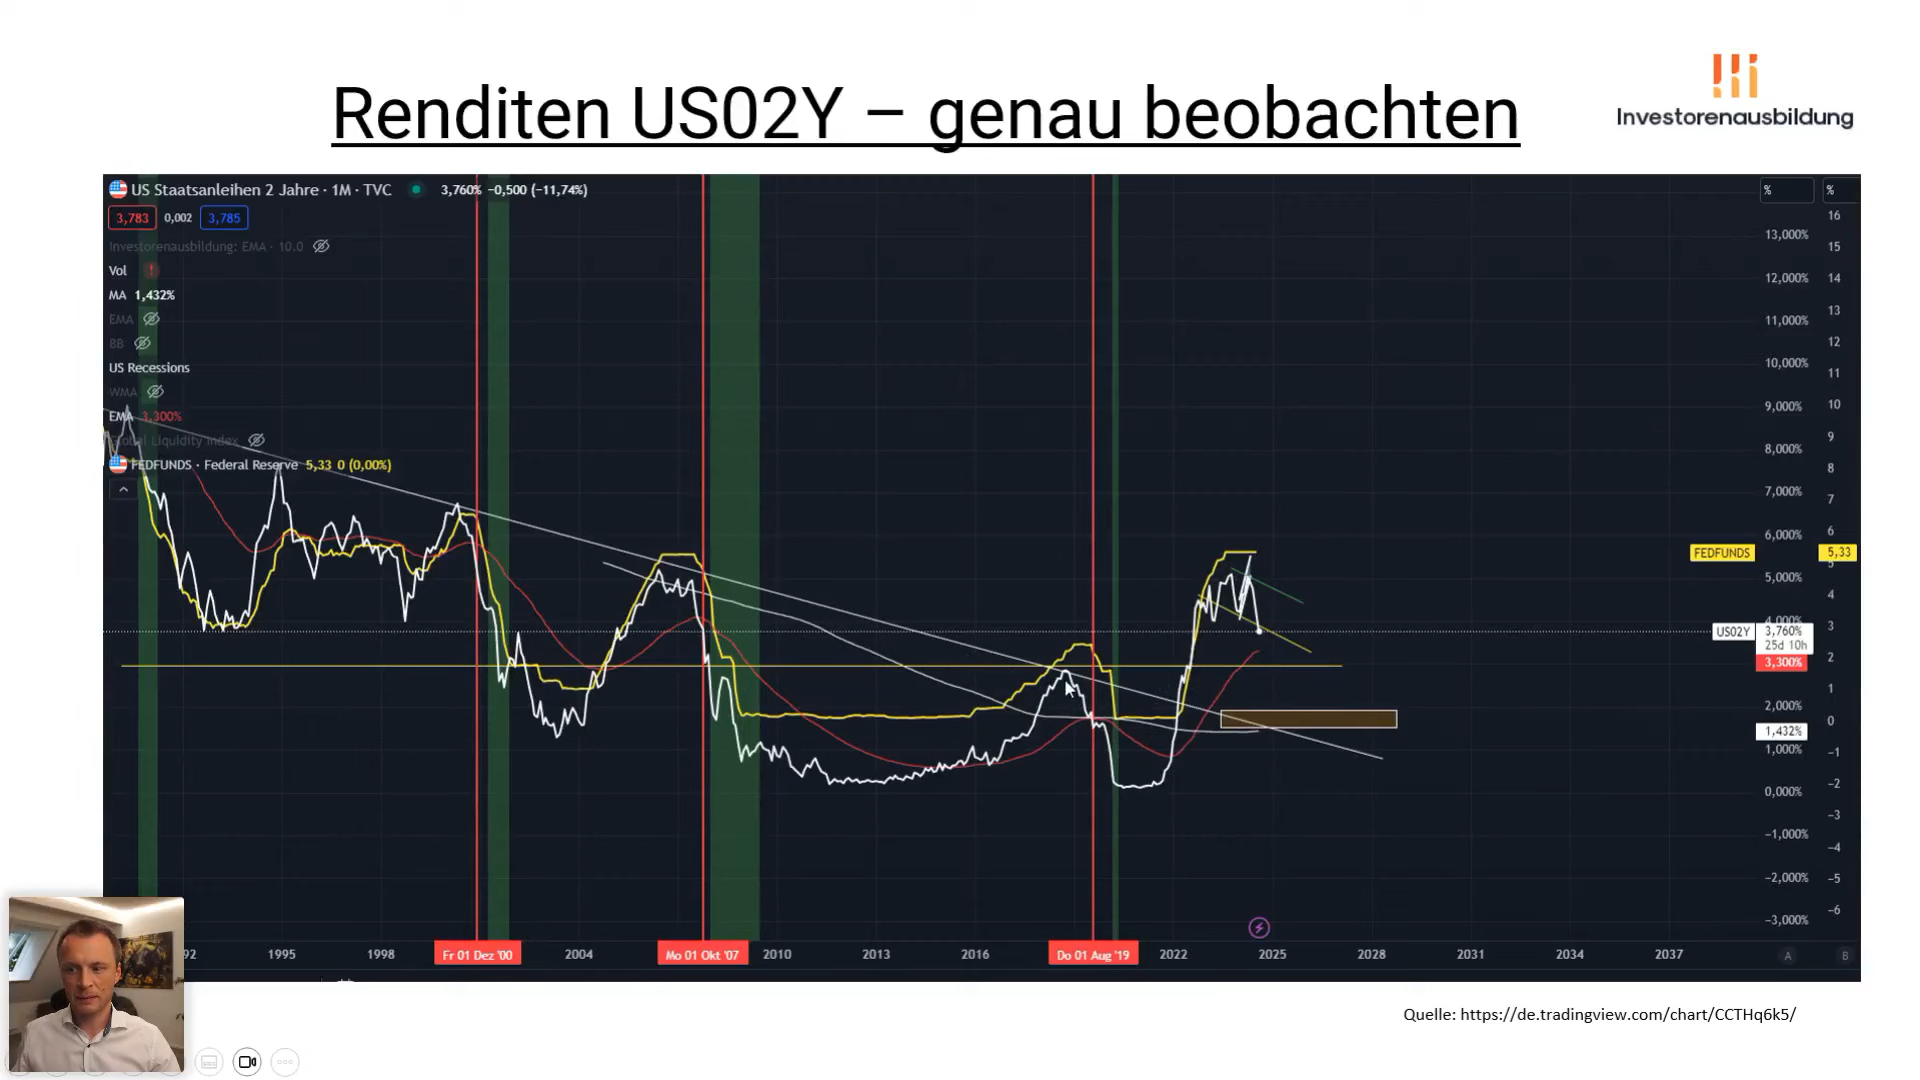 Renditen US02Y – genau beobachten
Investorenausbildung
US Staatsanleihen 2 Jahre · 1M · TVC 3,760% −0,500 (−11,74%)
3,783 0,002 3,785
Investorenausbildung: EMA · 10.0
Vol
MA 1,432%
EMA
BB
US Recessions
WMA
EMA 3,300%
Global Liquidity Index
FEDFUNDS · Federal Reserve 5,33 0 (0,00%)
% %
13,000%
12,000%
11,000%
10,000%
9,000%
8,000%
7,000%
6,000%
5,000%
4,000%
US02Y 3,760%
25d 10h
3,300%
2,000%
1,432%
1,000%
0,000%
−1,000%
−2,000%
−3,000%
16
15
14
13
12
11
10
9
8
7
6
FEDFUNDS 5,33
5
4
3
2
1
0
−1
−2
−3
−4
−5
−6
92 1995 1998 Fr 01 Dez '00 2004 Mo 01 Okt '07 2010 2013 2016 Do 01 Aug '19 2022 2025 2028 2031 2034 2037 A B
Quelle: https://de.tradingview.com/chart/CCTHq6k5/